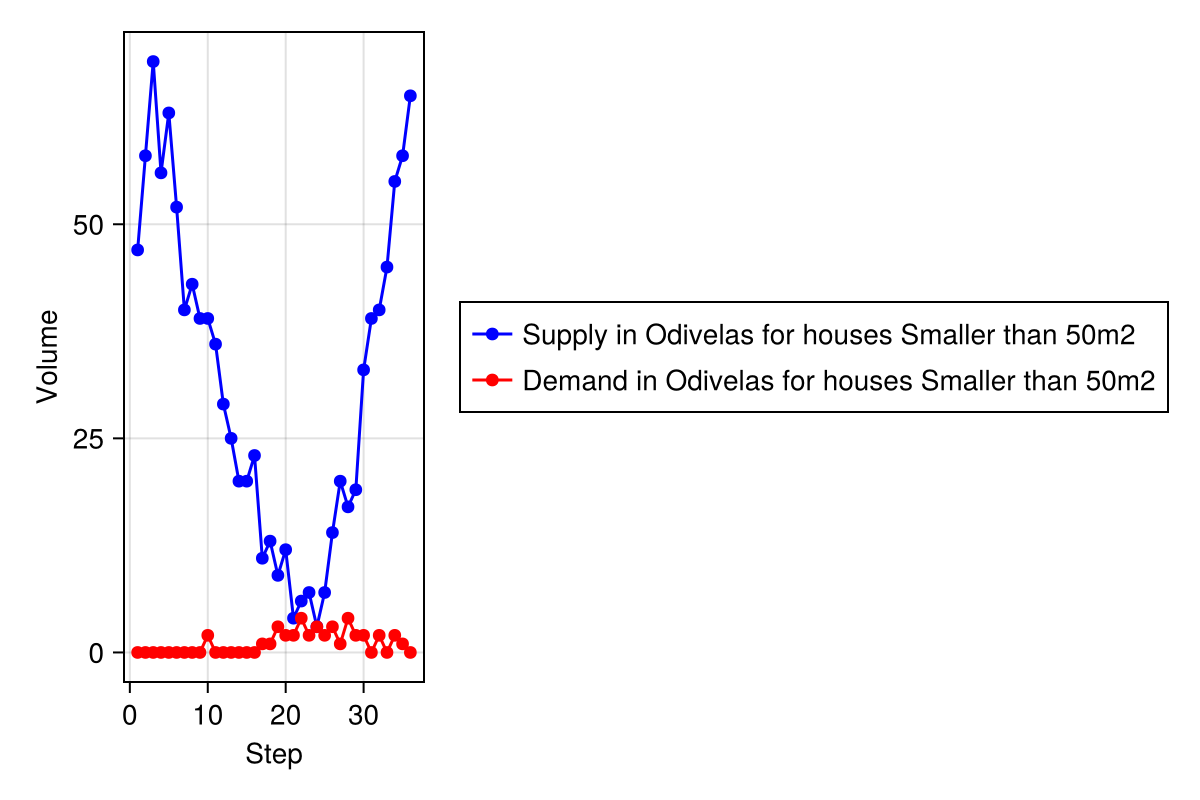 Volume
50
25
0
0 10 20 30
Step
Supply in Odivelas for houses Smaller than 50m2
Demand in Odivelas for houses Smaller than 50m2